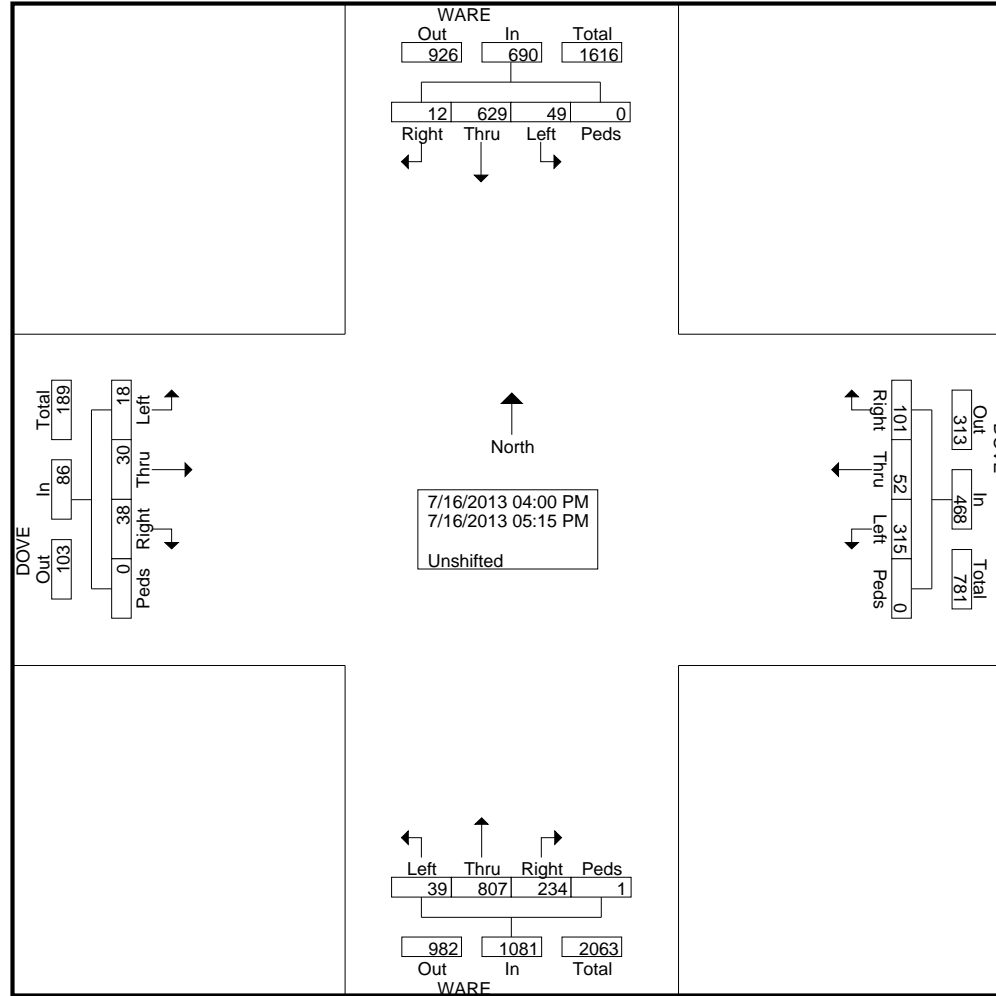 WARE
Out In Total
926 690 1616
12 629 49 0
Right Thru Left Peds
North
7/16/2013 04:00 PM
7/16/2013 05:15 PM
Unshifted
DOVE
Out In Total
103 86 189
18 30 38 0
Left Thru Right Peds
Out In Total
313 468 781
101 52 315 0
Right Thru Left Peds
Left Thru Right Peds
39 807 234 1
982 1081 2063
Out In Total
WARE